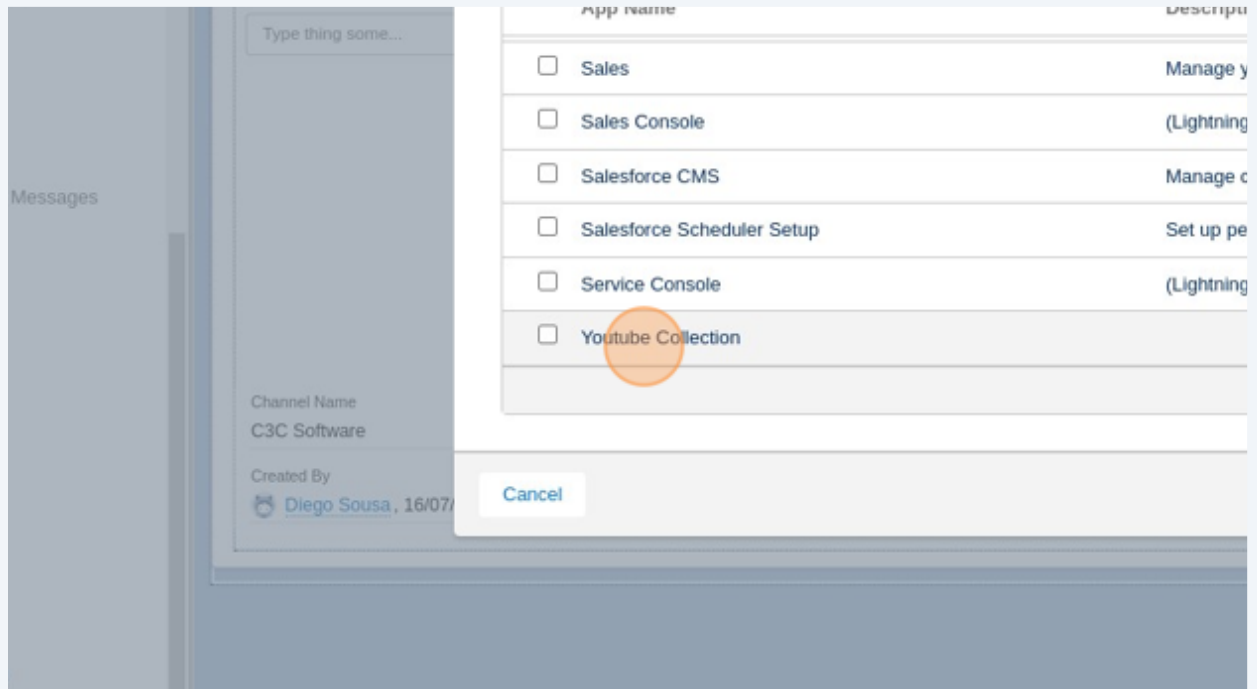 App Name Descripti
Type thing some...
Sales Manage y
Sales Console (Lightning
Salesforce CMS Manage c
Messages
Salesforce Scheduler Setup Set up pe
Service Console (Lightning
Youtube Collection
Channel Name
C3C Software
Created By
Cancel
Diego Sousa, 16/07/